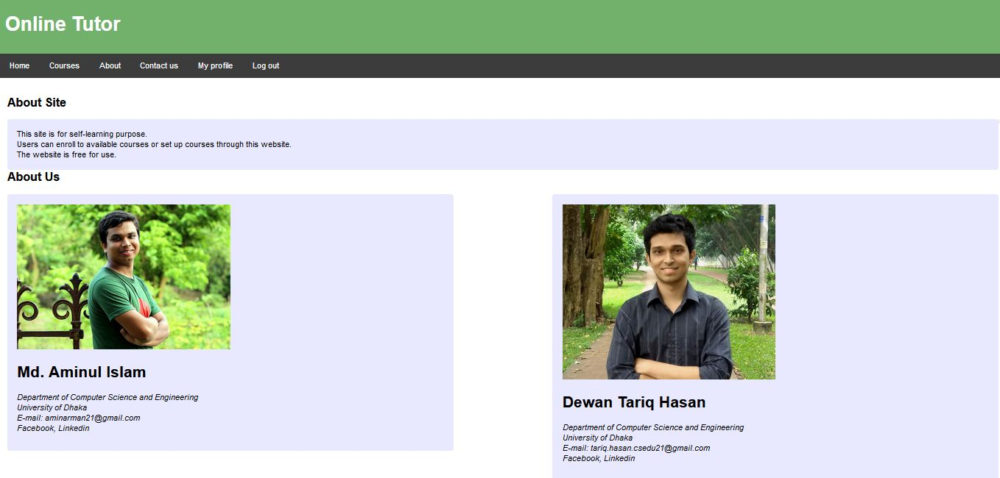 Online Tutor
Home Courses About Contact us My profile Log out
About Site
This site is for self-learning purpose.
Users can enroll to available courses or set up courses through this website.
The website is free for use.
About Us
Md. Aminul Islam
Department of Computer Science and Engineering
University of Dhaka
E-mail: aminarman21@gmail.com
Facebook, Linkedin
Dewan Tariq Hasan
Department of Computer Science and Engineering
University of Dhaka
E-mail: tariq.hasan.csedu21@gmail.com
Facebook, Linkedin